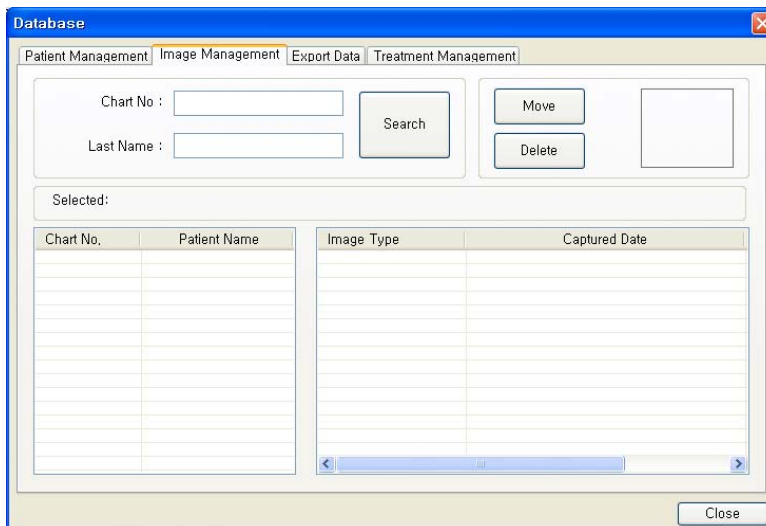 Database
Patient Management Image Management Export Data Treatment Management
Chart No :
Search
Move
Last Name :
Delete
Selected:
Chart No. Patient Name Image Type Captured Date
Close